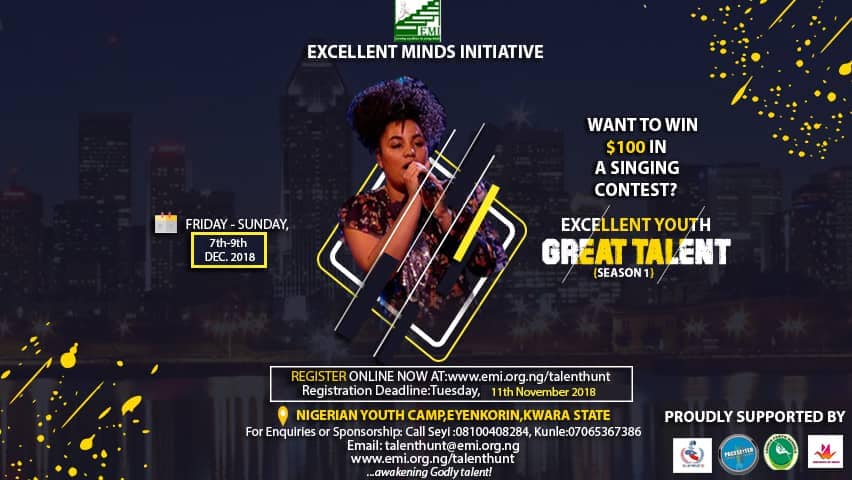 EMI
EXCELLENT MINDS INITIATIVE
WANT TO WIN
$100 IN
A SINGING
CONTEST?
EXCELLENT YOUTH
GREAT TALENT
{SEASON 1}
FRIDAY - SUNDAY,
7th-9th
DEC. 2018
REGISTER ONLINE NOW AT:www.emi.org.ng/talenthunt
Registration Deadline:Tuesday, 11th November 2018
NIGERIAN YOUTH CAMP,EYENKORIN,KWARA STATE
For Enquiries or Sponsorship: Call Seyi :08100408284, Kunle:07065367386
Email: talenthunt@emi.org.ng
www.emi.org.ng/talenthunt
...awakening Godly talent!
PROUDLY SUPPORTED BY
PACESETTER